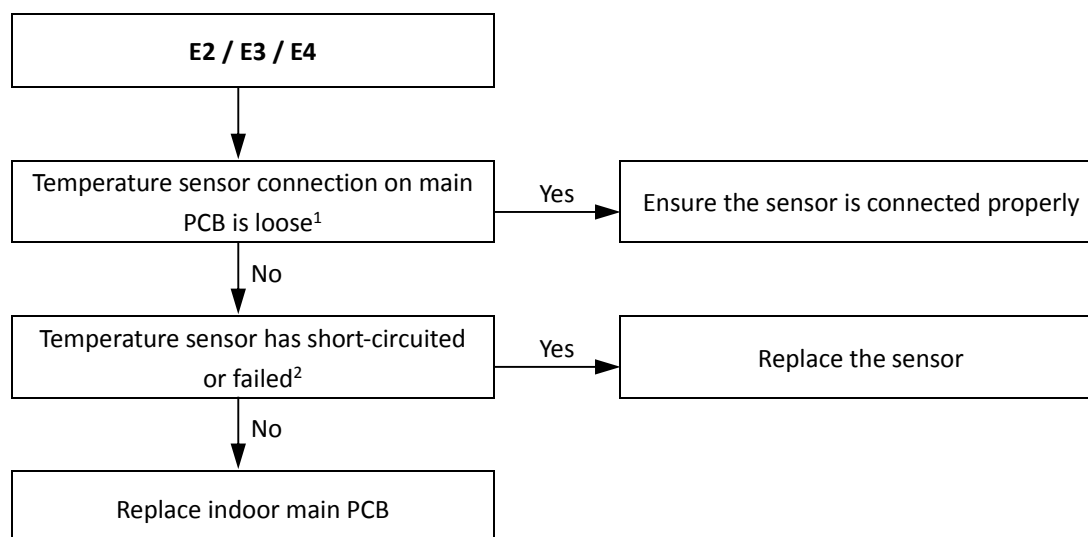 E2 / E3 / E4
Temperature sensor connection on main
PCB is loose¹
Yes
Ensure the sensor is connected properly
No
Temperature sensor has short-circuited
or failed²
Yes
Replace the sensor
No
Replace indoor main PCB